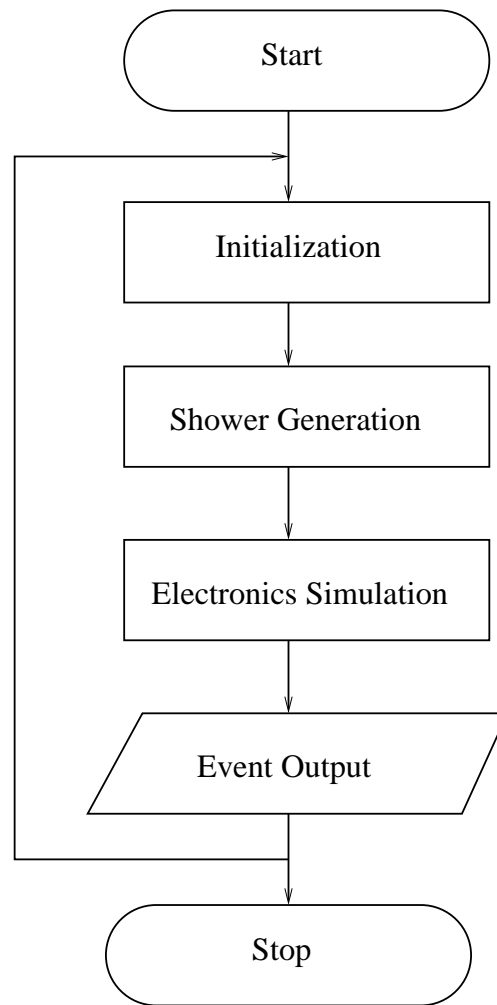 Start
Initialization
Shower Generation
Electronics Simulation
Event Output
Stop